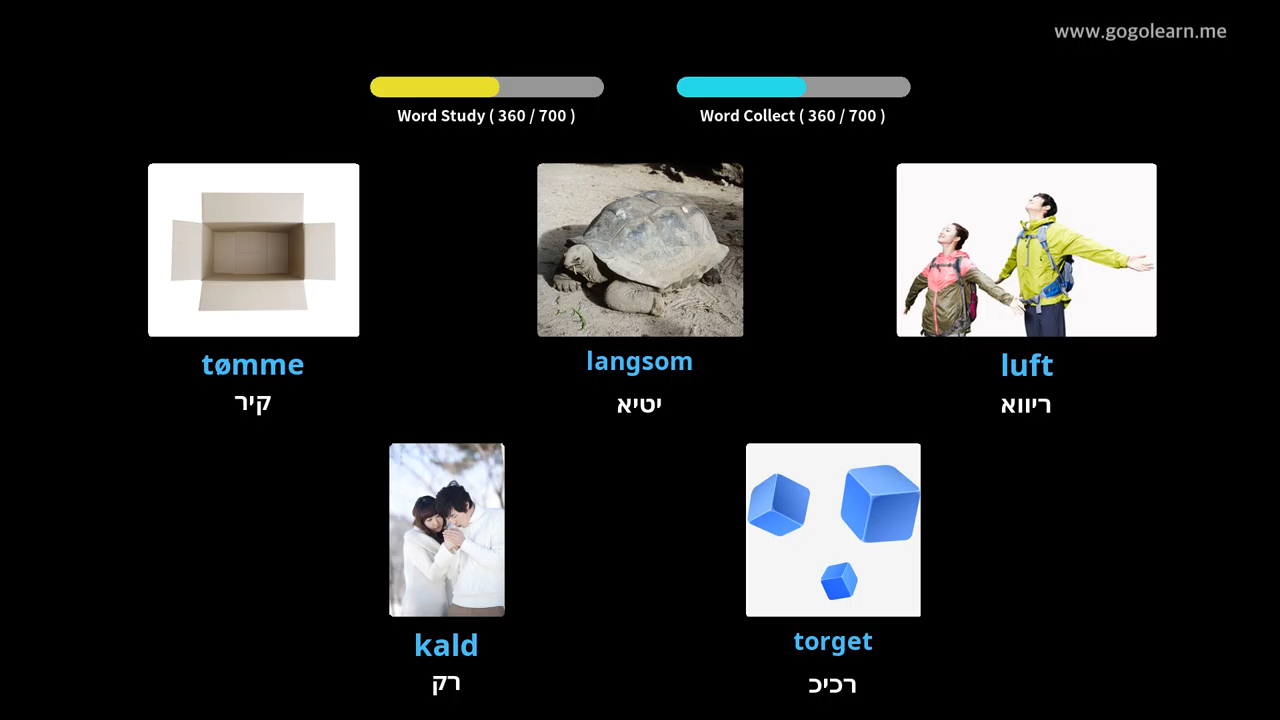 www.gogolearn.me
Word Study ( 360 / 700 )
Word Collect ( 360 / 700 )
tømme
קיר
langsom
יטיא
luft
ריווא
kald
רק
torget
רכיכ